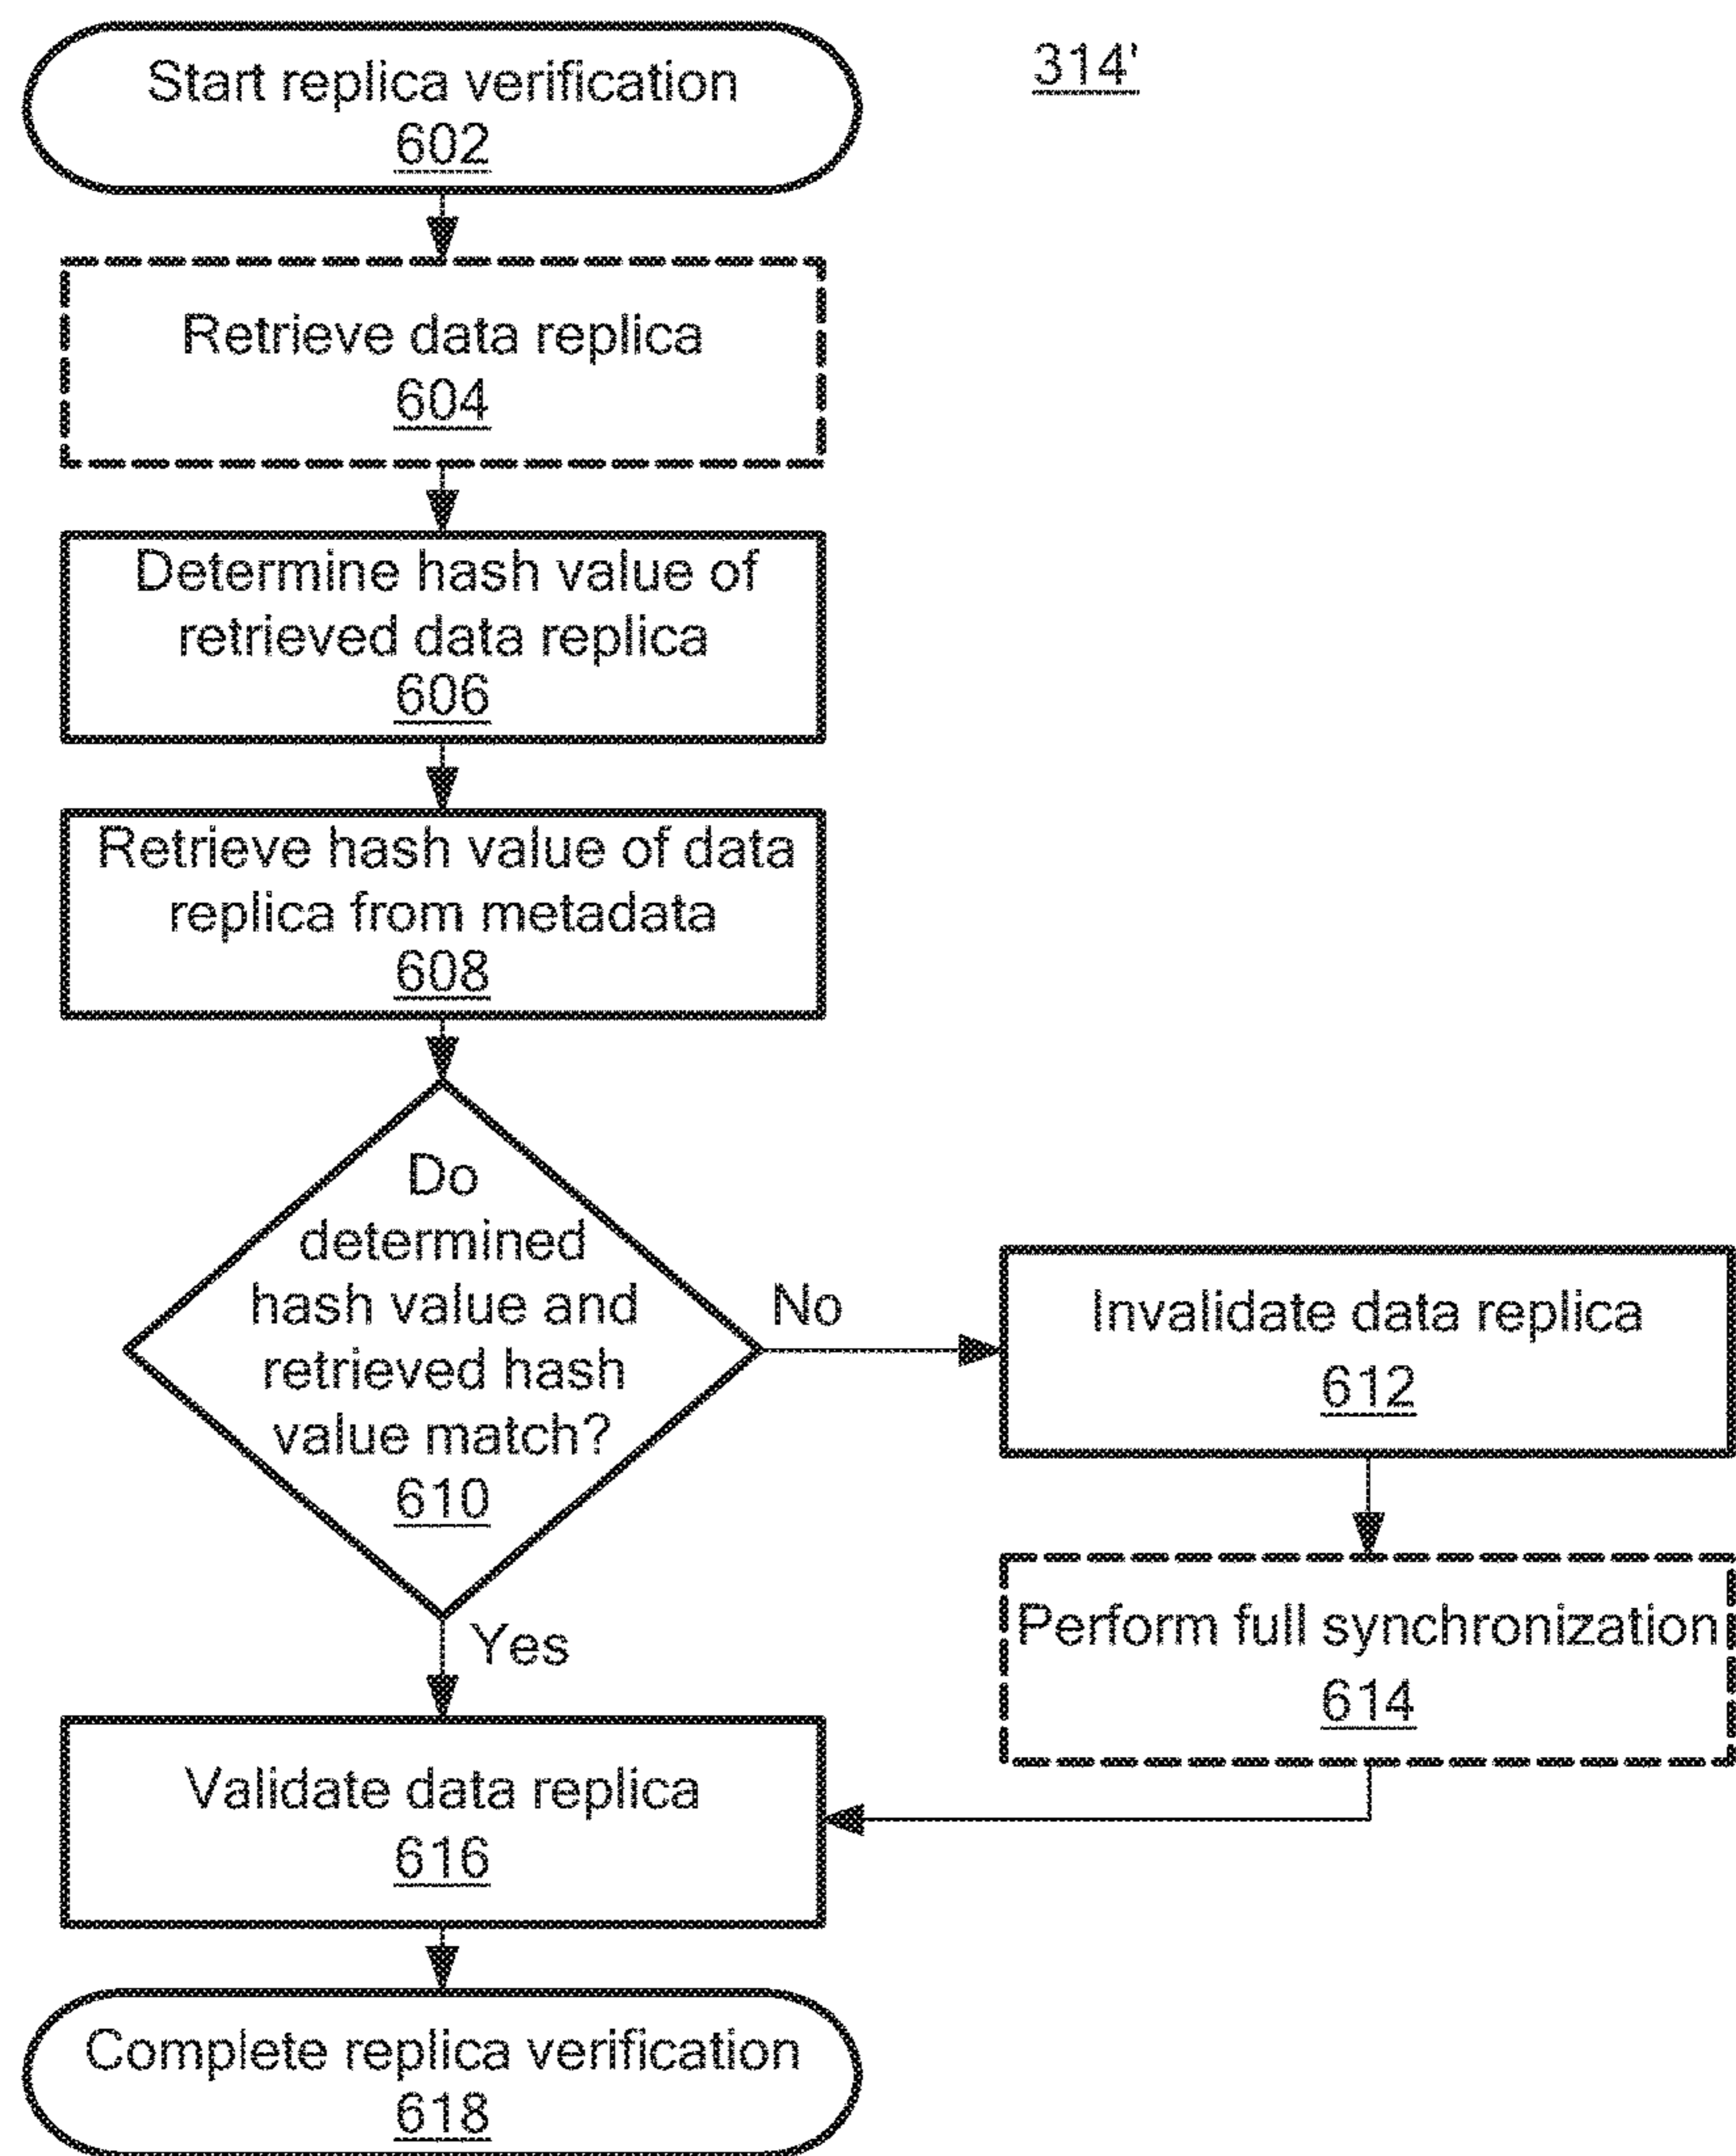 314'
Start replica verification
602
Retrieve data replica
604
Determine hash value of
retrieved data replica
606
Retrieve hash value of data
replica from metadata
608
Do
determined
hash value and
retrieved hash
value match?
610
No
Invalidate data replica
612
Perform full synchronization
614
Yes
Validate data replica
616
Complete replica verification
618